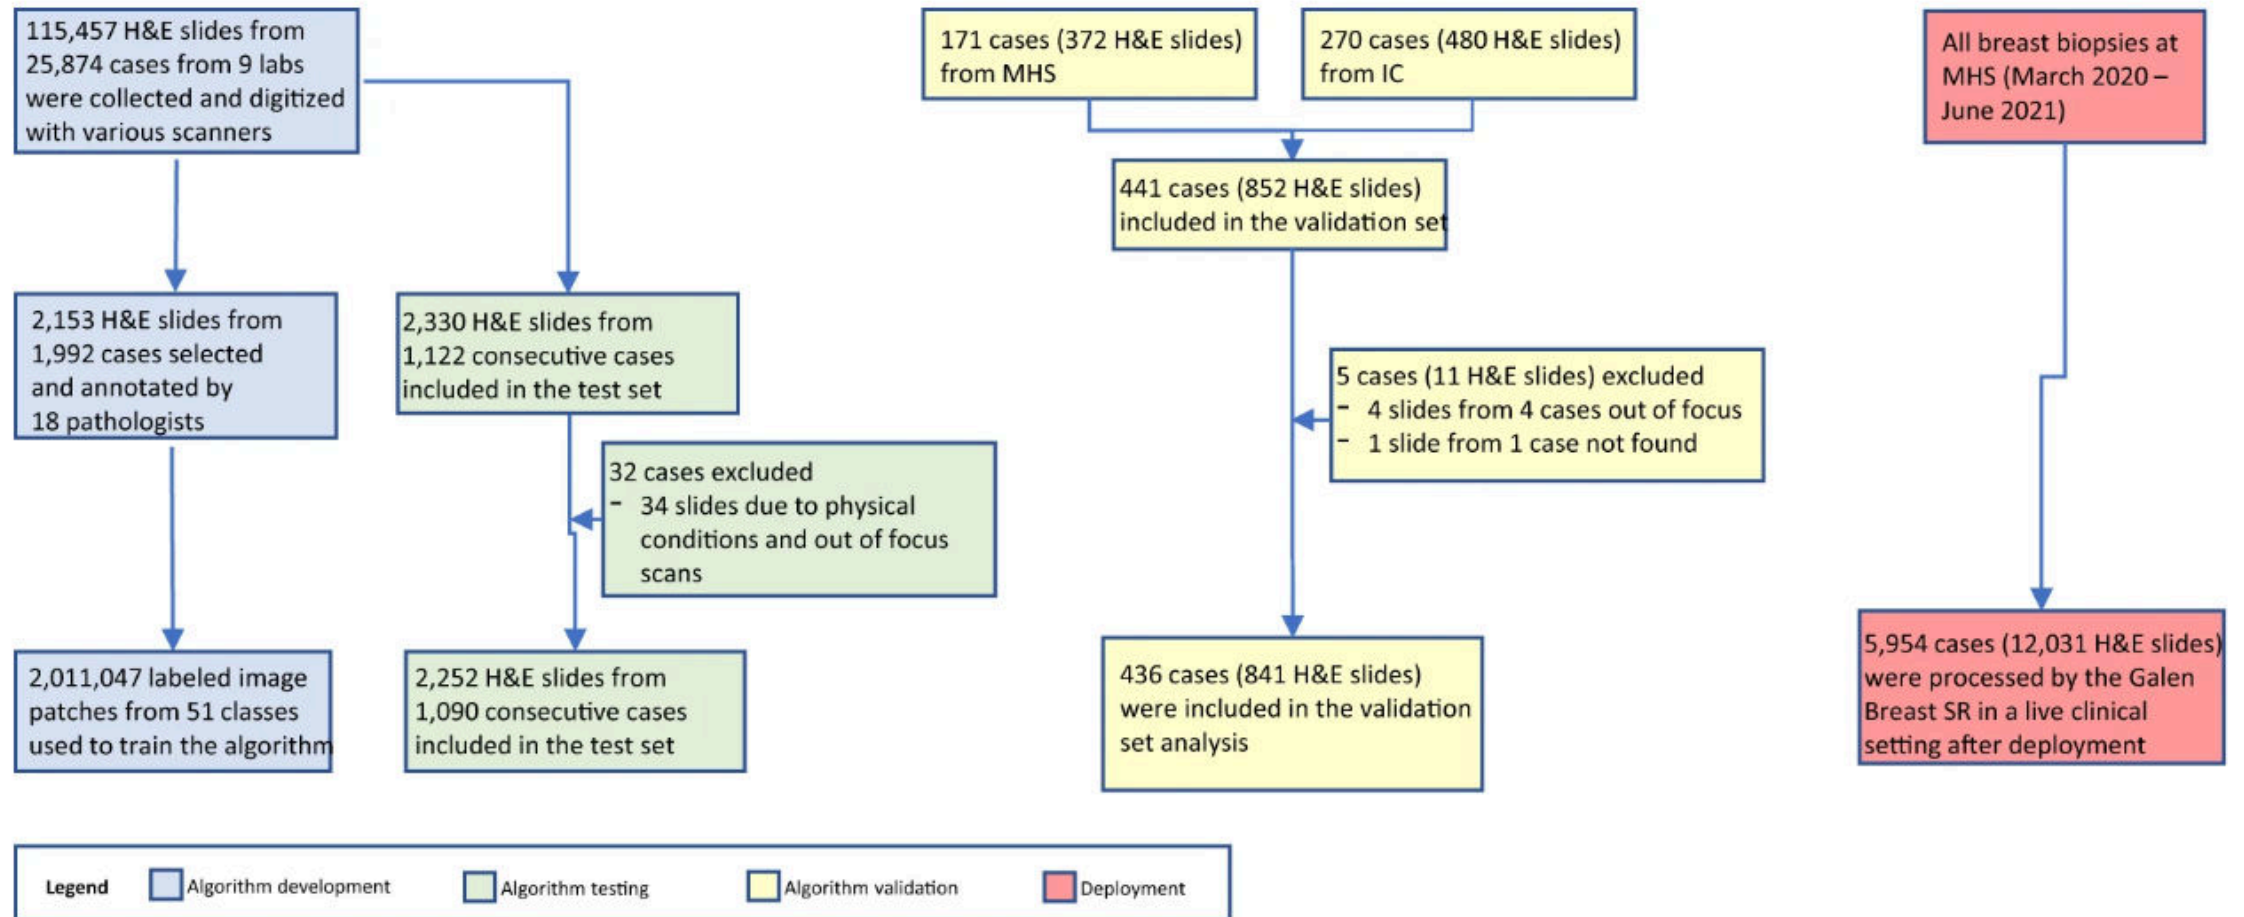 115,457 H&E slides from
25,874 cases from 9 labs
were collected and digitized
with various scanners
171 cases (372 H&E slides)
from MHS
270 cases (480 H&E slides)
from IC
All breast biopsies at
MHS (March 2020 –
June 2021)
441 cases (852 H&E slides)
included in the validation set
2,153 H&E slides from
1,992 cases selected
and annotated by
18 pathologists
2,330 H&E slides from
1,122 consecutive cases
included in the test set
5 cases (11 H&E slides) excluded
- 4 slides from 4 cases out of focus
- 1 slide from 1 case not found
32 cases excluded
- 34 slides due to physical
conditions and out of focus
scans
2,011,047 labeled image
patches from 51 classes
used to train the algorithm
2,252 H&E slides from
1,090 consecutive cases
included in the test set
436 cases (841 H&E slides)
were included in the validation
set analysis
5,954 cases (12,031 H&E slides)
were processed by the Galen
Breast SR in a live clinical
setting after deployment
Legend Algorithm development Algorithm testing Algorithm validation Deployment